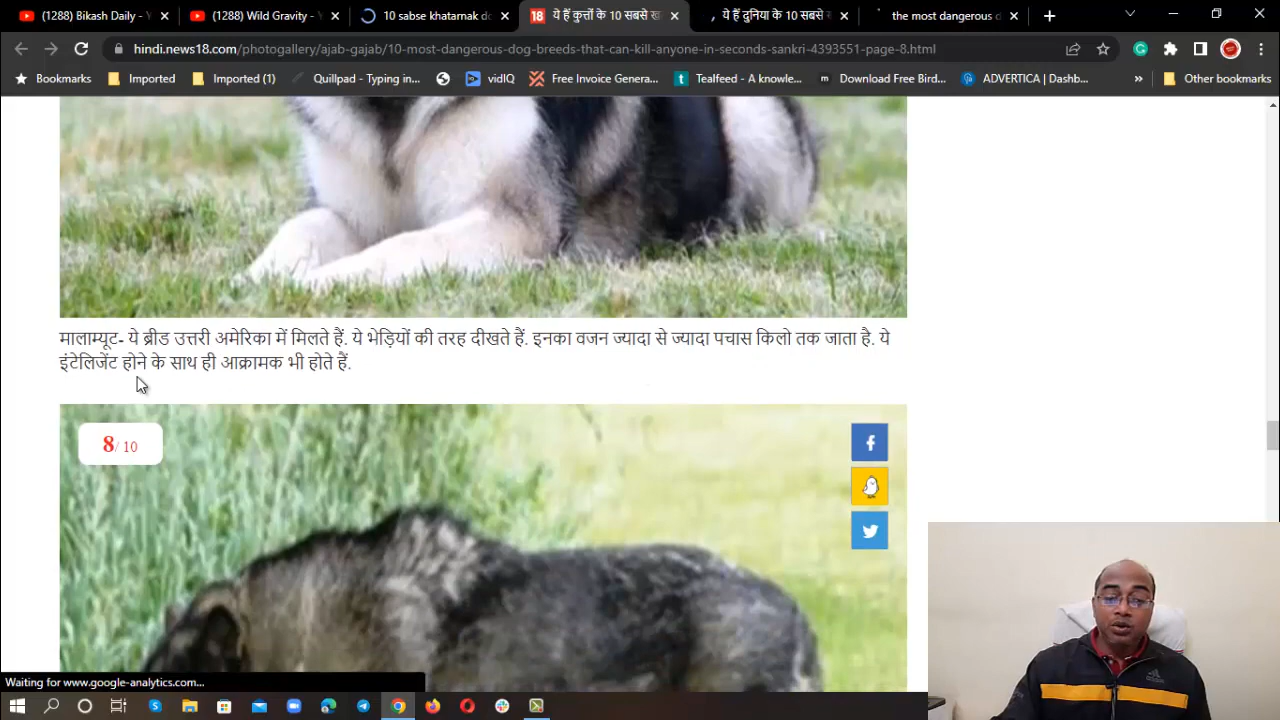 (1288) Bikash Daily - Y
(1288) Wild Gravity - Y
10 sabse khatarnak do
18 ये हैं कुत्तों के 10 सबसे ख
ये हैं दुनिया के 10 सबसे
the most dangerous d
hindi.news18.com/photogallery/ajab-gajab/10-most-dangerous-dog-breeds-that-can-kill-anyone-in-seconds-sankri-4393551-page-8.html
Bookmarks Imported Imported (1) Quillpad - Typing in... vidIQ Free Invoice Genera... Tealfeed - A knowle... Download Free Bird... ADVERTICA | Dashb... » Other bookmarks
मालाम्यूट- ये ब्रीड उत्तरी अमेरिका में मिलते हैं. ये भेड़ियों की तरह दीखते हैं. इनका वजन ज्यादा से ज्यादा पचास किलो तक जाता है. ये
इंटेलिजेंट होने के साथ ही आक्रामक भी होते हैं.
8/ 10
Waiting for www.google-analytics.com...